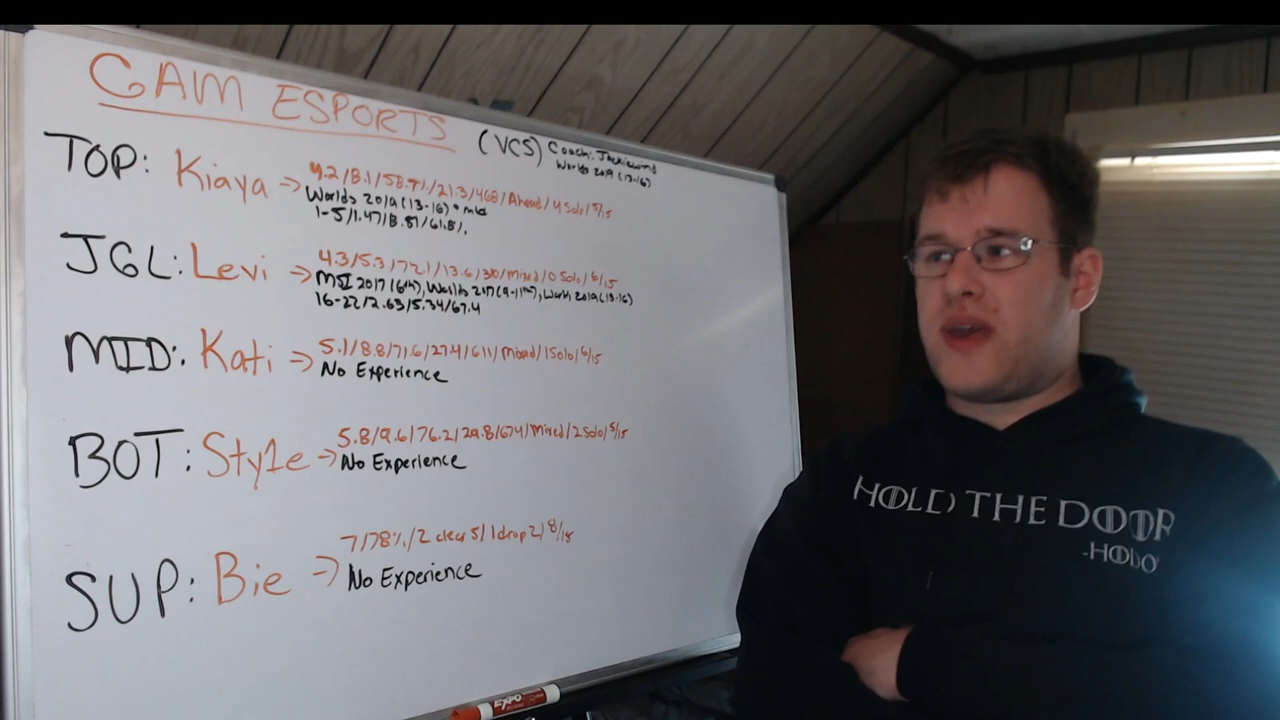 GAM ESPORTS
(VCS) Coach: Jackiewind
Worlds 2019 (13-16)
TOP: Kiaya → 4.2/8.1/58.9%/21.3/468/Ahead/4 Solo/5/15
Worlds 2019 (13-16) * mid
1-5/1.47/8.87/61.8%
JGL: Levi → 4.3/5.3/72.1/13.6/310/mixed/0 Solo/6/15
MSI 2017 (6th), Worlds 2017 (9-11th), Worlds 2019 (13-16)
16-22/2.63/5.34/67.4
MID: Kati → 5.1/8.8/71.6/27.4/611/mixed/1 Solo/6/15
No Experience
BOT: Sty1e → 5.8/9.6/76.2/29.8/674/mixed/2 Solo/5/15
No Experience
SUP: Bie → 7/78%/2 clear 5/1 drop 2/8/15
No Experience
EXPO
HOLD THE DOOR
-HODO